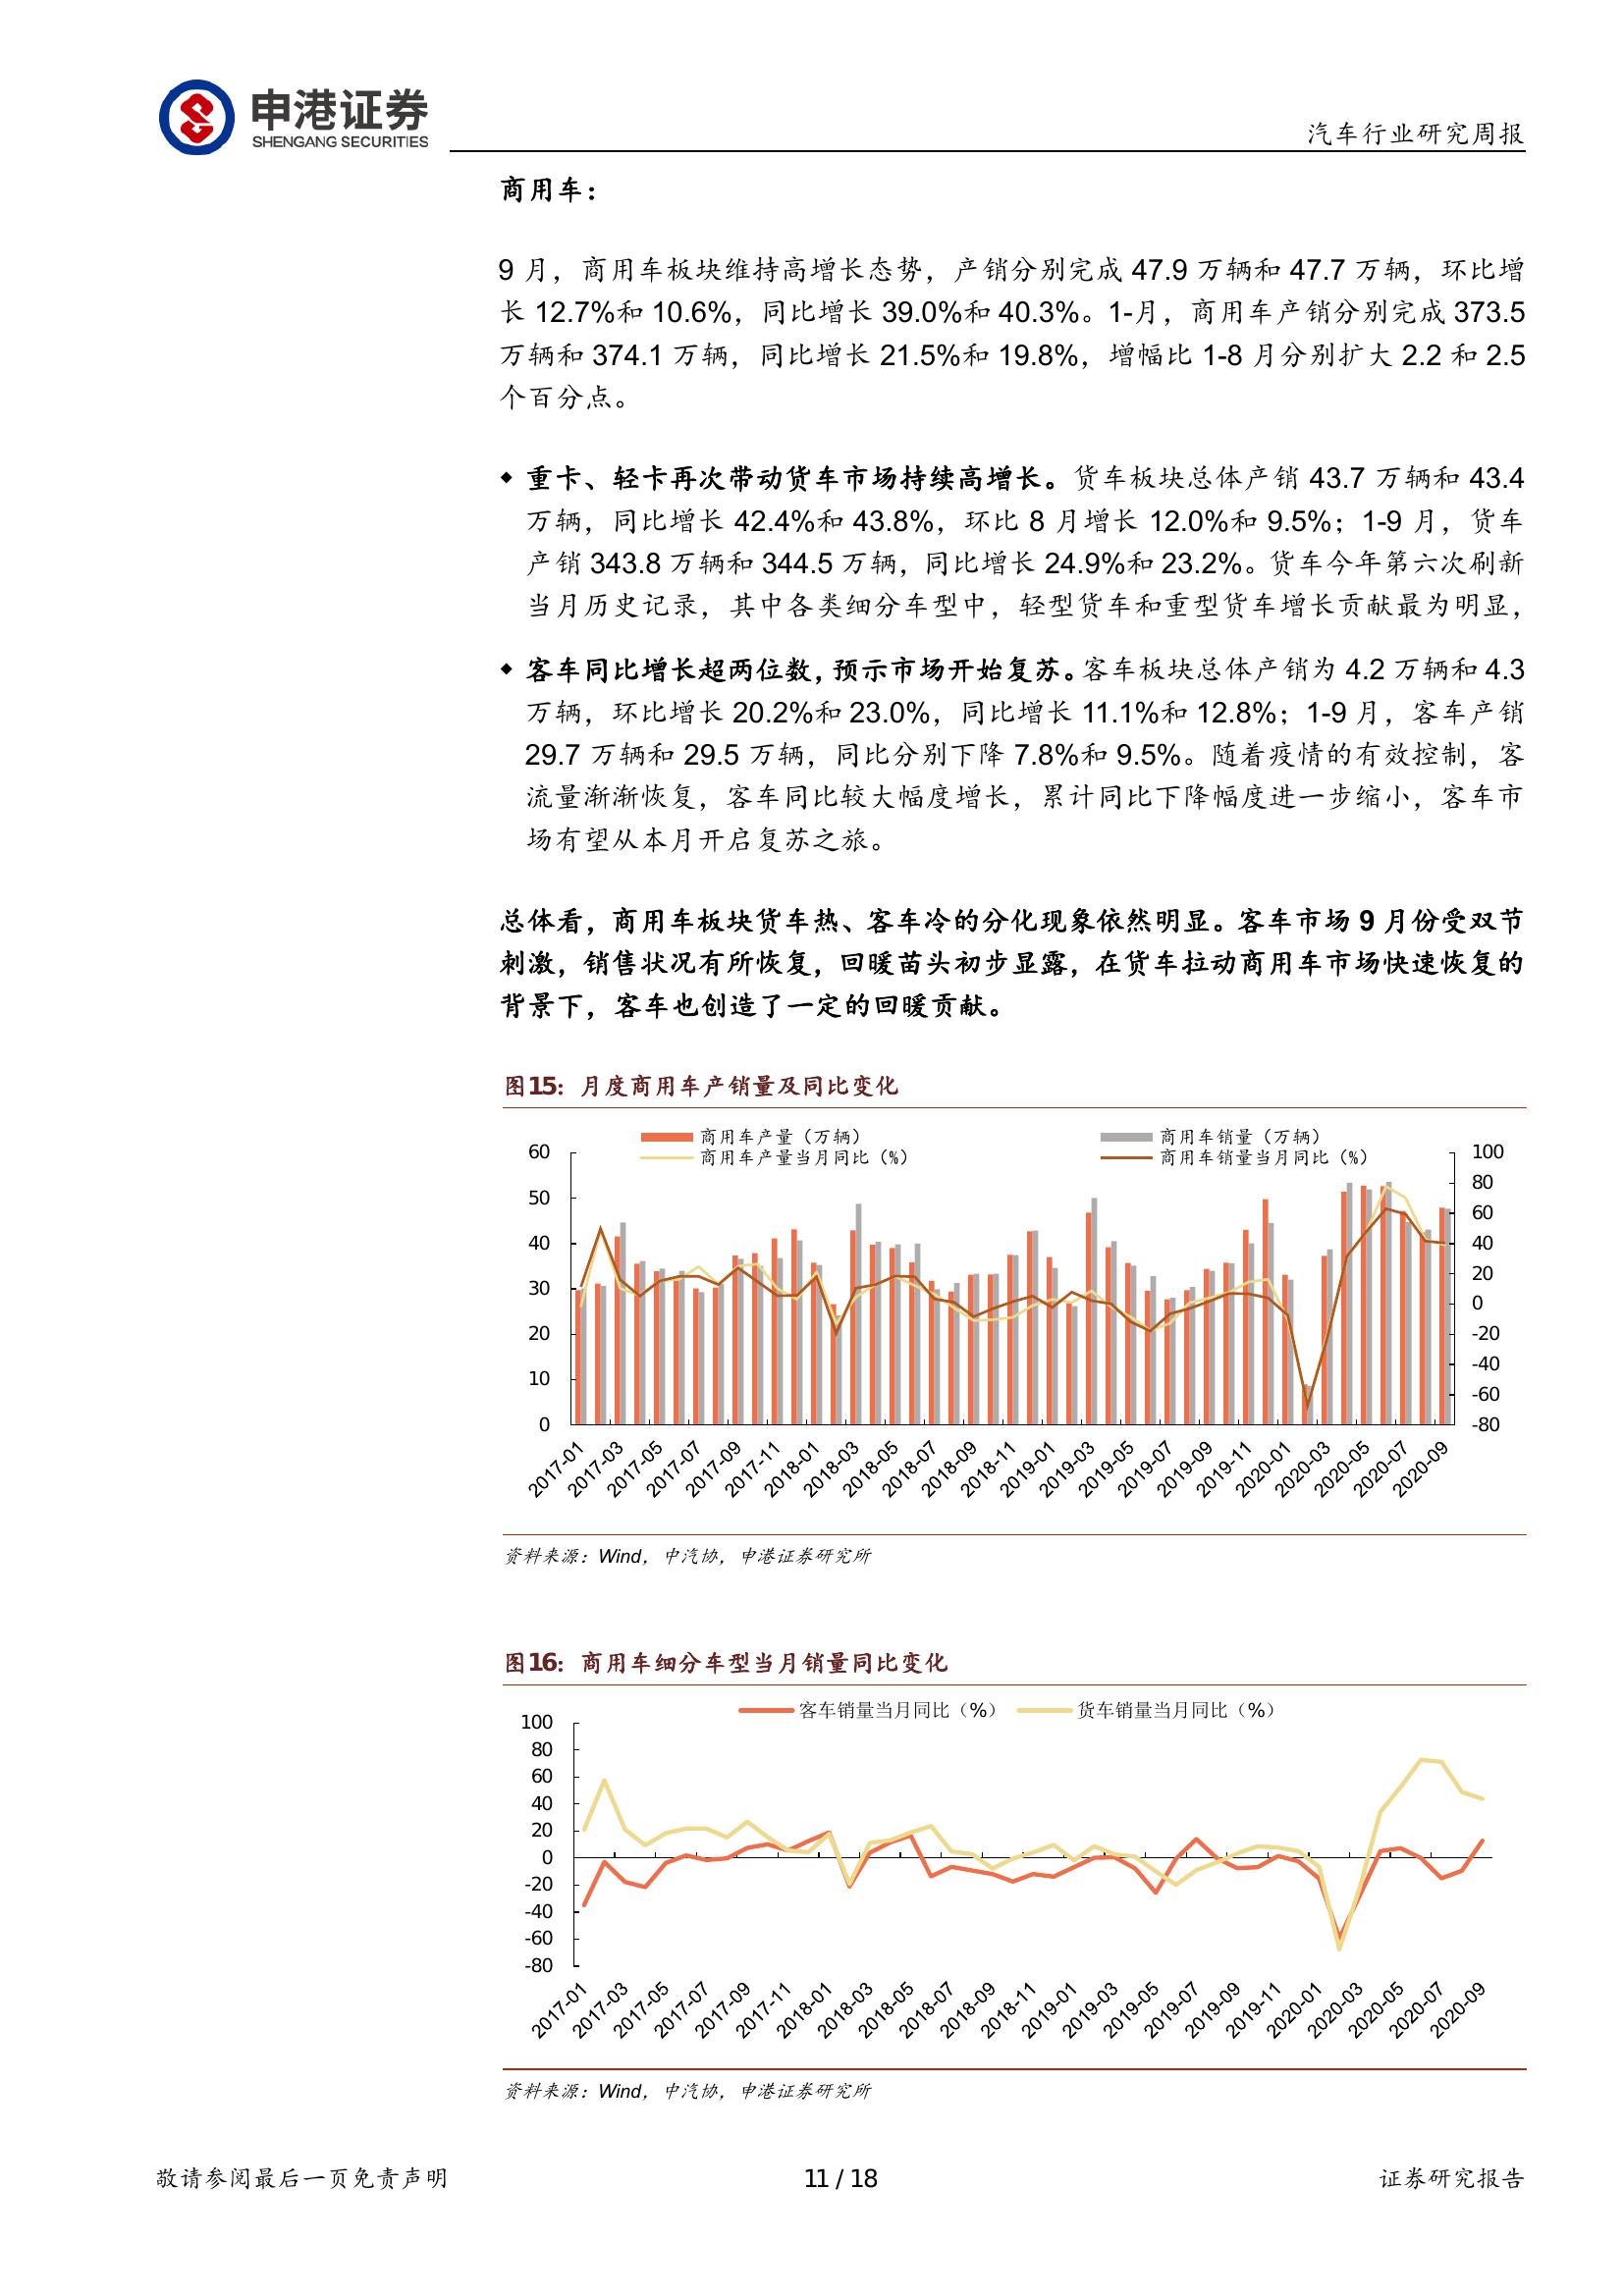 申港证券
SHENGANG SECURITIES
汽车行业研究周报
商用车：
9 月，商用车板块维持高增长态势，产销分别完成 47.9 万辆和 47.7 万辆，环比增
长 12.7%和 10.6%，同比增长 39.0%和 40.3%。1-月，商用车产销分别完成 373.5
万辆和 374.1 万辆，同比增长 21.5%和 19.8%，增幅比 1-8 月分别扩大 2.2 和 2.5
个百分点。
◆ 重卡、轻卡再次带动货车市场持续高增长。货车板块总体产销 43.7 万辆和 43.4
万辆，同比增长 42.4%和 43.8%，环比 8 月增长 12.0%和 9.5%；1-9 月，货车
产销 343.8 万辆和 344.5 万辆，同比增长 24.9%和 23.2%。货车今年第六次刷新
当月历史记录，其中各类细分车型中，轻型货车和重型货车增长贡献最为明显，
◆ 客车同比增长超两位数，预示市场开始复苏。客车板块总体产销为 4.2 万辆和 4.3
万辆，环比增长 20.2%和 23.0%，同比增长 11.1%和 12.8%；1-9 月，客车产销
29.7 万辆和 29.5 万辆，同比分别下降 7.8%和 9.5%。随着疫情的有效控制，客
流量渐渐恢复，客车同比较大幅度增长，累计同比下降幅度进一步缩小，客车市
场有望从本月开启复苏之旅。
总体看，商用车板块货车热、客车冷的分化现象依然明显。客车市场 9 月份受双节
刺激，销售状况有所恢复，回暖苗头初步显露，在货车拉动商用车市场快速恢复的
背景下，客车也创造了一定的回暖贡献。
图15：月度商用车产销量及同比变化
商用车产量（万辆） 商用车销量（万辆）
商用车产量当月同比（%） 商用车销量当月同比（%）
60
50
40
30
20
10
0
100
80
60
40
20
0
-20
-40
-60
-80
2017-01 2017-03 2017-05 2017-07 2017-09 2017-11 2018-01 2018-03 2018-05 2018-07 2018-09 2018-11 2019-01 2019-03 2019-05 2019-07 2019-09 2019-11 2020-01 2020-03 2020-05 2020-07 2020-09
资料来源：Wind，中汽协，申港证券研究所
图16：商用车细分车型当月销量同比变化
客车销量当月同比（%） 货车销量当月同比（%）
100
80
60
40
20
0
-20
-40
-60
-80
2017-01 2017-03 2017-05 2017-07 2017-09 2017-11 2018-01 2018-03 2018-05 2018-07 2018-09 2018-11 2019-01 2019-03 2019-05 2019-07 2019-09 2019-11 2020-01 2020-03 2020-05 2020-07 2020-09
资料来源：Wind，中汽协，申港证券研究所
敬请参阅最后一页免责声明 11 / 18 证券研究报告